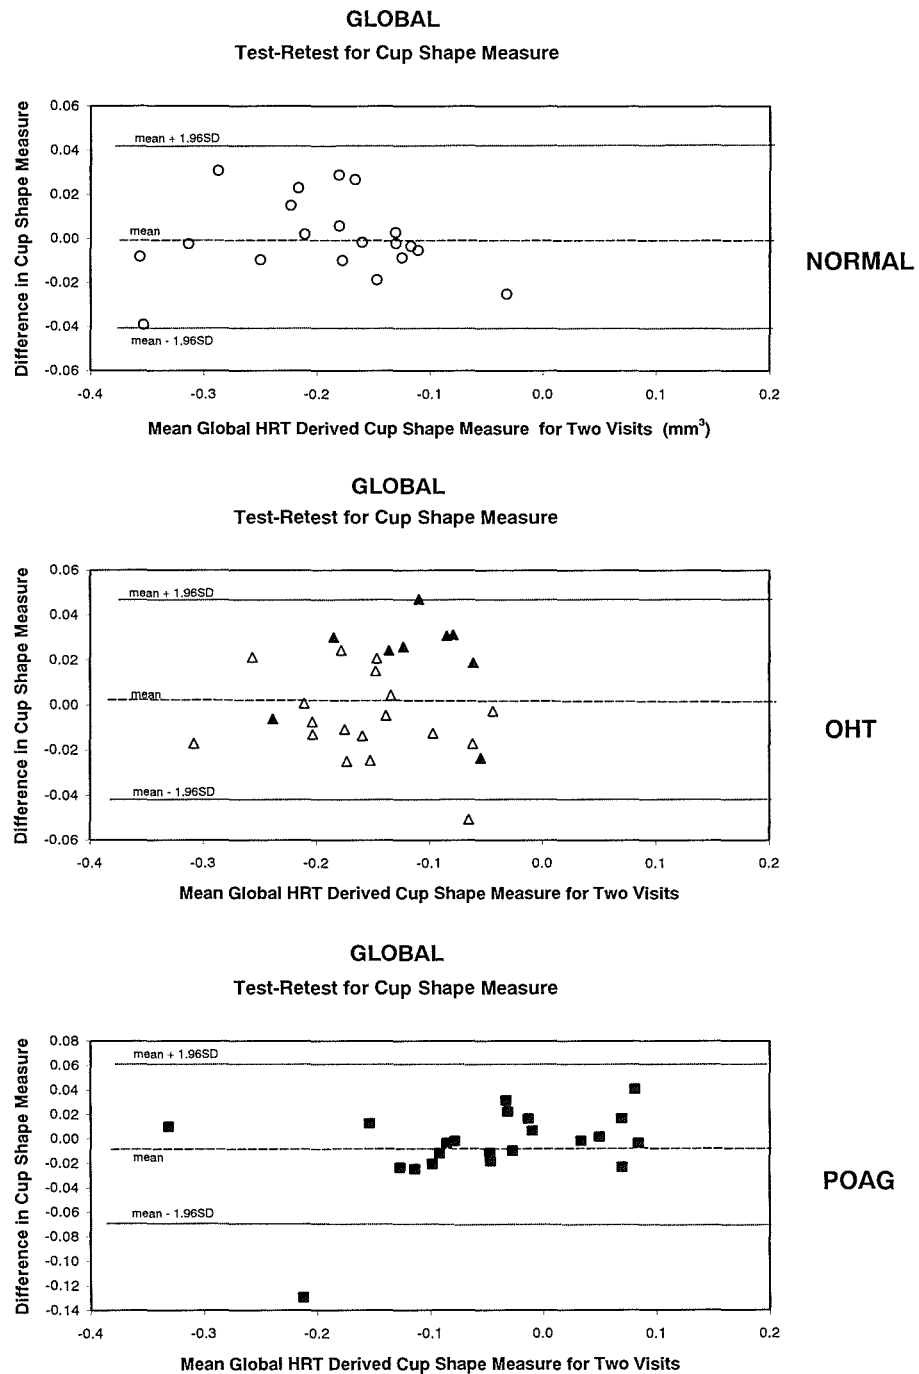 GLOBAL
Test-Retest for Cup Shape Measure
Difference in Cup Shape Measure
0.06
0.04
0.02
0.00
-0.02
-0.04
-0.06
mean + 1.96SD
mean
mean - 1.96SD
-0.4 -0.3 -0.2 -0.1 0.0 0.1 0.2
Mean Global HRT Derived Cup Shape Measure for Two Visits (mm³)
NORMAL
GLOBAL
Test-Retest for Cup Shape Measure
Difference in Cup Shape Measure
0.06
0.04
0.02
0.00
-0.02
-0.04
-0.06
mean + 1.96SD
mean
mean - 1.96SD
-0.4 -0.3 -0.2 -0.1 0.0 0.1 0.2
Mean Global HRT Derived Cup Shape Measure for Two Visits
OHT
GLOBAL
Test-Retest for Cup Shape Measure
Difference in Cup Shape Measure
0.08
0.06
0.04
0.02
0.00
-0.02
-0.04
-0.06
-0.08
-0.10
-0.12
-0.14
mean + 1.96SD
mean
mean - 1.96SD
-0.4 -0.3 -0.2 -0.1 0.0 0.1 0.2
Mean Global HRT Derived Cup Shape Measure for Two Visits
POAG